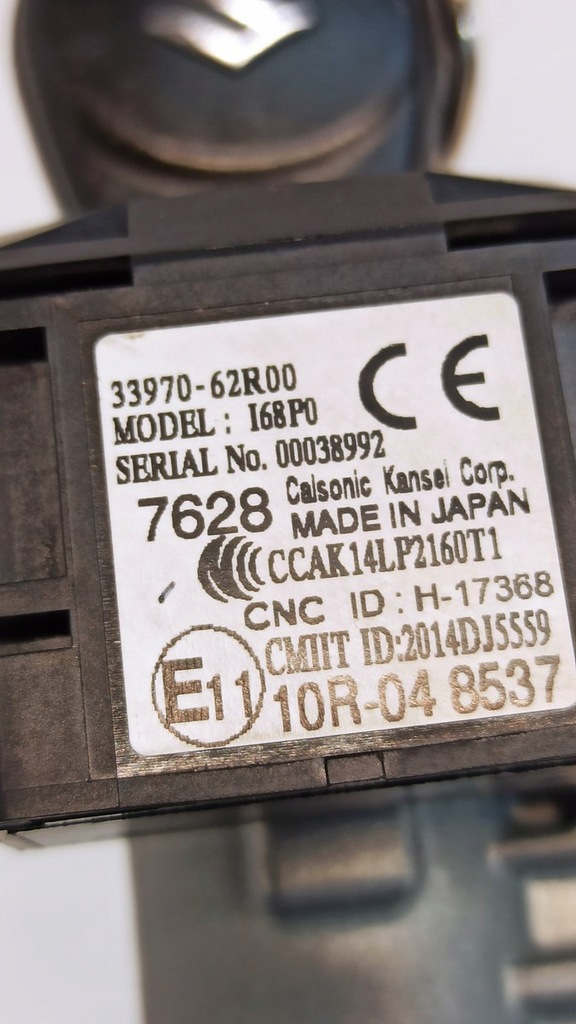 33970-62R00
MODEL : I68P0
SERIAL No. 00038992
CE
7628
Calsonic Kansei Corp.
MADE IN JAPAN
CCAK14LP2160T1
CNC ID : H-17368
CMIIT ID:2014DJ5559
E11
10R-04 8537